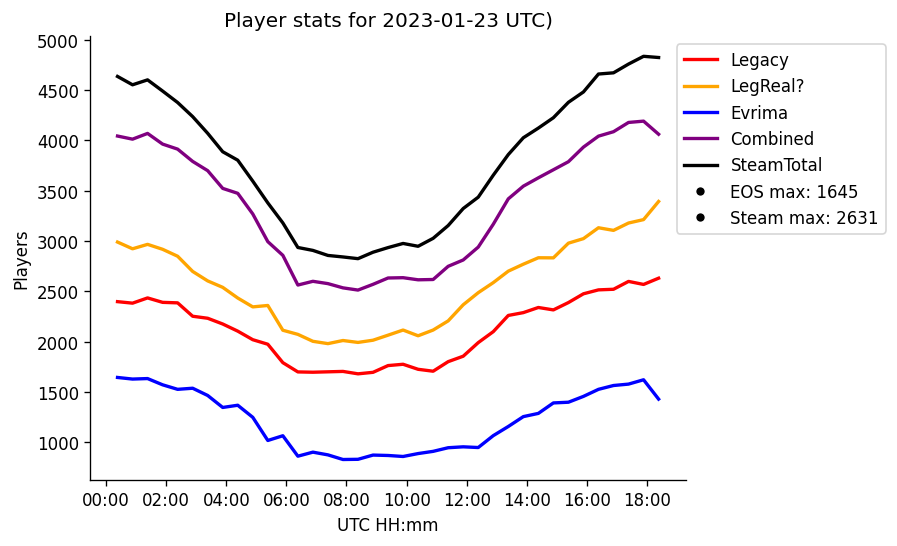 Player stats for 2023-01-23 UTC)
5000
4500
4000
3500
3000
2500
2000
1500
1000
Players
00:00 02:00 04:00 06:00 08:00 10:00 12:00 14:00 16:00 18:00
UTC HH:mm
Legacy
LegReal?
Evrima
Combined
SteamTotal
EOS max: 1645
Steam max: 2631